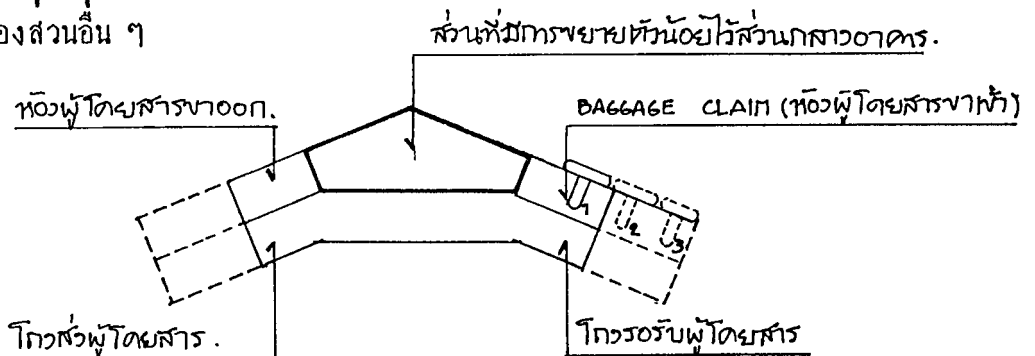 องส่วนอื่น ๆ
ส่วนที่มีการขยายตัวน้อยไว้ส่วนกลางอาคาร.
ห้องผู้โดยสารขาออก.
BAGGAGE CLAIM (ห้องผู้โดยสารขาเข้า)
1
2
3
โถงส่งผู้โดยสาร.
โถงรอรับผู้โดยสาร